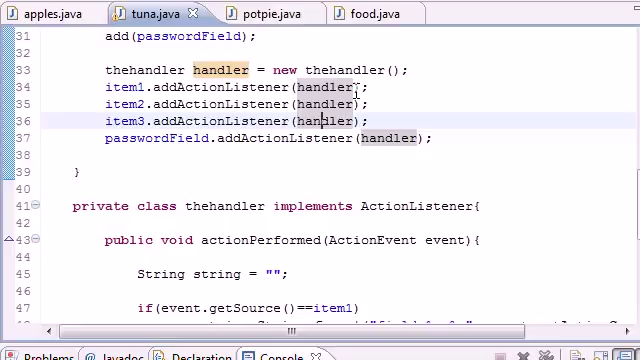 apples.java tuna.java potpie.java food.java
31 add(passwordField);
32
33 thehandler handler = new thehandler();
34 item1.addActionListener(handler);
35 item2.addActionListener(handler);
36 item3.addActionListener(handler);
37 passwordField.addActionListener(handler);
38
39 }
40
41 private class thehandler implements ActionListener{
42
43 public void actionPerformed(ActionEvent event){
44
45 String string = "";
46
47 if(event.getSource()==item1)
Problems Javadoc Declaration Console